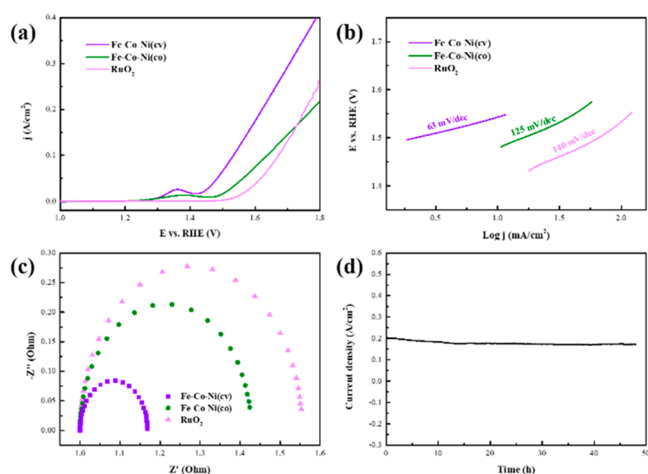 (a)
Fe-Co-Ni(cv)
Fe-Co-Ni(co)
RuO₂
j (A/cm²)
0.4
0.3
0.2
0.1
0.0
1.0 1.2 1.4 1.6 1.8
E vs. RHE (V)
(b)
Fe-Co-Ni(cv)
Fe-Co-Ni(co)
RuO₂
E vs. RHE (V)
1.7
1.6
1.5
1.4
63 mV/dec
125 mV/dec
140 mV/dec
0.5 1.0 1.5 2.0
Log j (mA/cm²)
(c)
-Z'' (Ohm)
0.30
0.25
0.20
0.15
0.10
0.05
0.00
Fe-Co-Ni(cv)
Fe-Co-Ni(co)
RuO₂
1.0 1.1 1.2 1.3 1.4 1.5 1.6
Z' (Ohm)
(d)
Current density (A/cm²)
0.6
0.5
0.4
0.3
0.2
0.1
0.0
-0.1
-0.2
-0.3
0 10 20 30 40 50
Time (h)